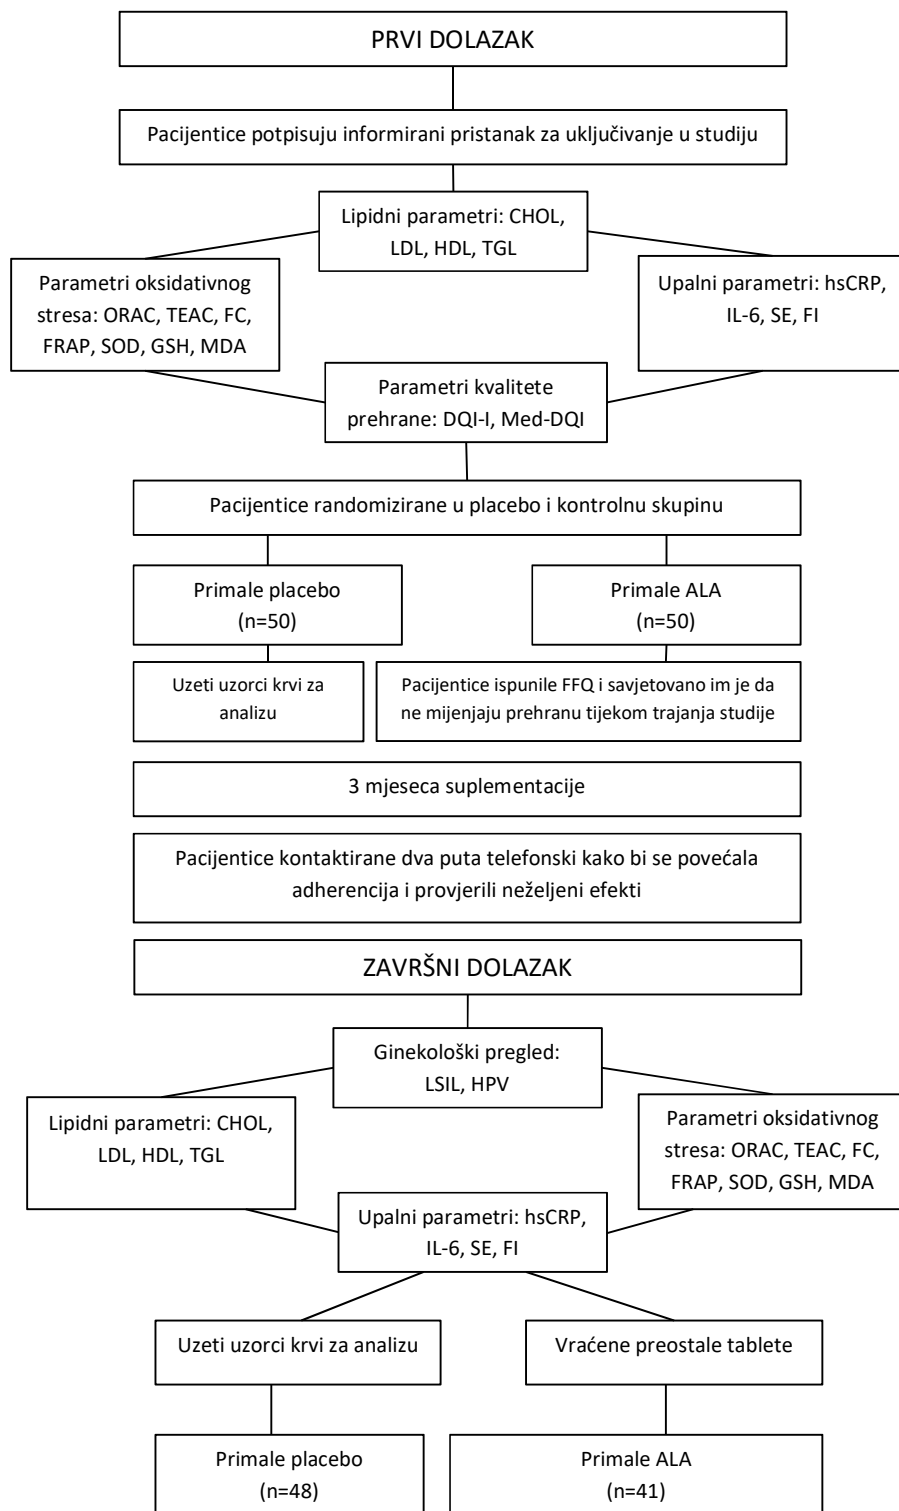 PRVI DOLAZAK
Pacijentice potpisuju informirani pristanak za uključivanje u studiju
Lipidni parametri: CHOL,
LDL, HDL, TGL
Parametri oksidativnog
stresa: ORAC, TEAC, FC,
FRAP, SOD, GSH, MDA
Upalni parametri: hsCRP,
IL-6, SE, FI
Parametri kvalitete
prehrane: DQI-I, Med-DQI
Pacijentice randomizirane u placebo i kontrolnu skupinu
Primale placebo
(n=50)
Primale ALA
(n=50)
Uzeti uzorci krvi za
analizu
Pacijentice ispunile FFQ i savjetovano im je da
ne mijenjaju prehranu tijekom trajanja studije
3 mjeseca suplementacije
Pacijentice kontaktirane dva puta telefonski kako bi se povećala
adherencija i provjerili neželjeni efekti
ZAVRŠNI DOLAZAK
Ginekološki pregled:
LSIL, HPV
Lipidni parametri: CHOL,
LDL, HDL, TGL
Parametri oksidativnog
stresa: ORAC, TEAC, FC,
FRAP, SOD, GSH, MDA
Upalni parametri: hsCRP,
IL-6, SE, FI
Uzeti uzorci krvi za analizu
Vraćene preostale tablete
Primale placebo
(n=48)
Primale ALA
(n=41)